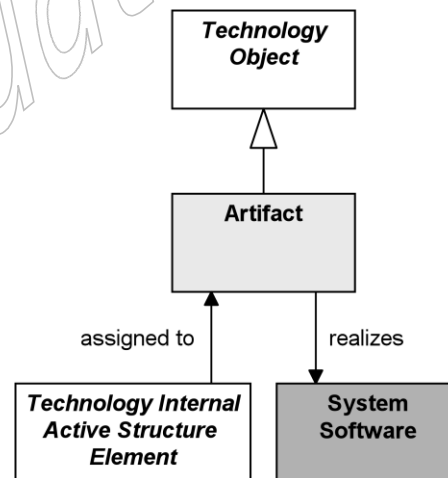 Technology
Object
Artifact
assigned to
realizes
Technology Internal
Active Structure
Element
System
Software